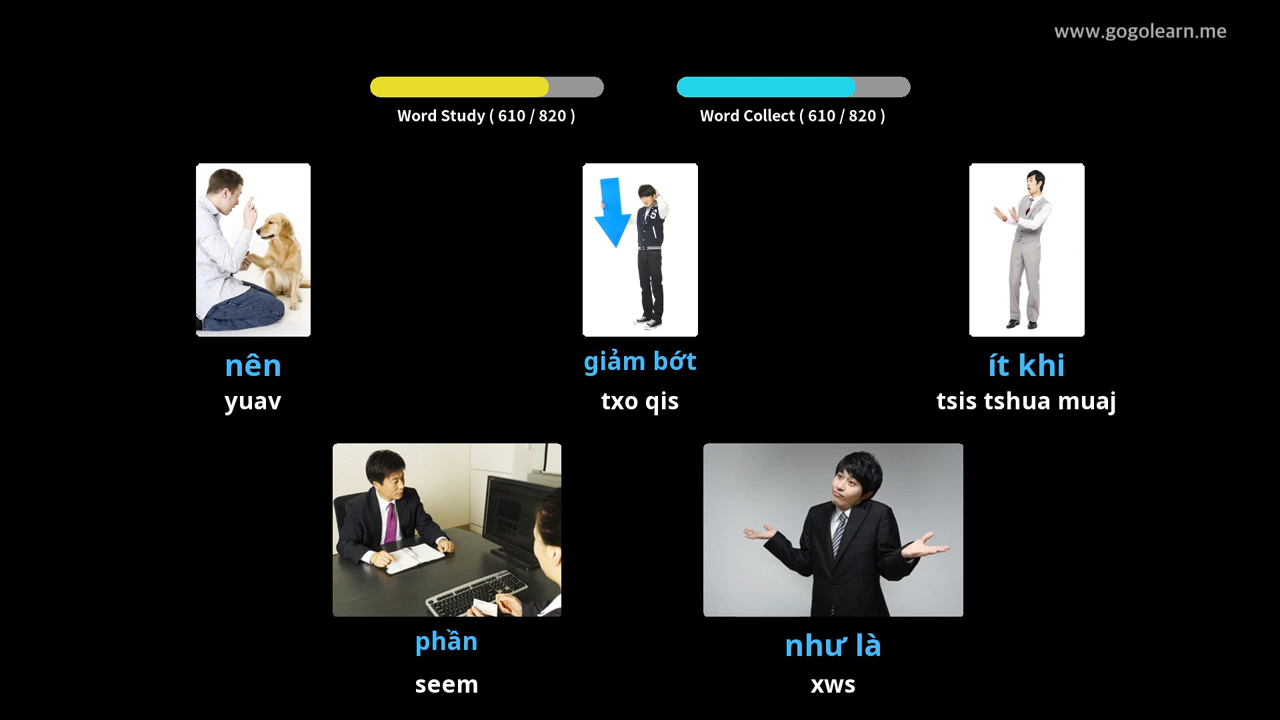 www.gogolearn.me
Word Study ( 610 / 820 )
Word Collect ( 610 / 820 )
nên
yuav
giảm bớt
txo qis
ít khi
tsis tshua muaj
phần
seem
như là
xws